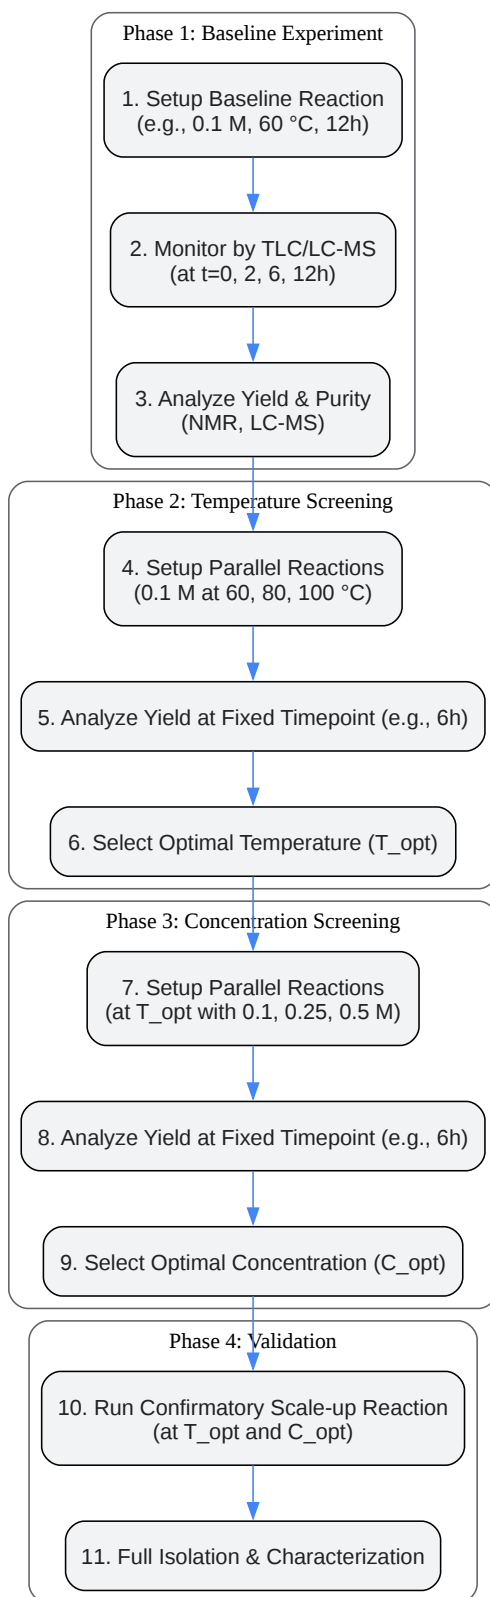 Phase 1: Baseline Experiment
1. Setup Baseline Reaction
(e.g., 0.1 M, 60 °C, 12h)
2. Monitor by TLC/LC-MS
(at t=0, 2, 6, 12h)
3. Analyze Yield & Purity
(NMR, LC-MS)
Phase 2: Temperature Screening
4. Setup Parallel Reactions
(0.1 M at 60, 80, 100 °C)
5. Analyze Yield at Fixed Timepoint (e.g., 6h)
6. Select Optimal Temperature (T_opt)
Phase 3: Concentration Screening
7. Setup Parallel Reactions
(at T_opt with 0.1, 0.25, 0.5 M)
8. Analyze Yield at Fixed Timepoint (e.g., 6h)
9. Select Optimal Concentration (C_opt)
Phase 4: Validation
10. Run Confirmatory Scale-up Reaction
(at T_opt and C_opt)
11. Full Isolation & Characterization